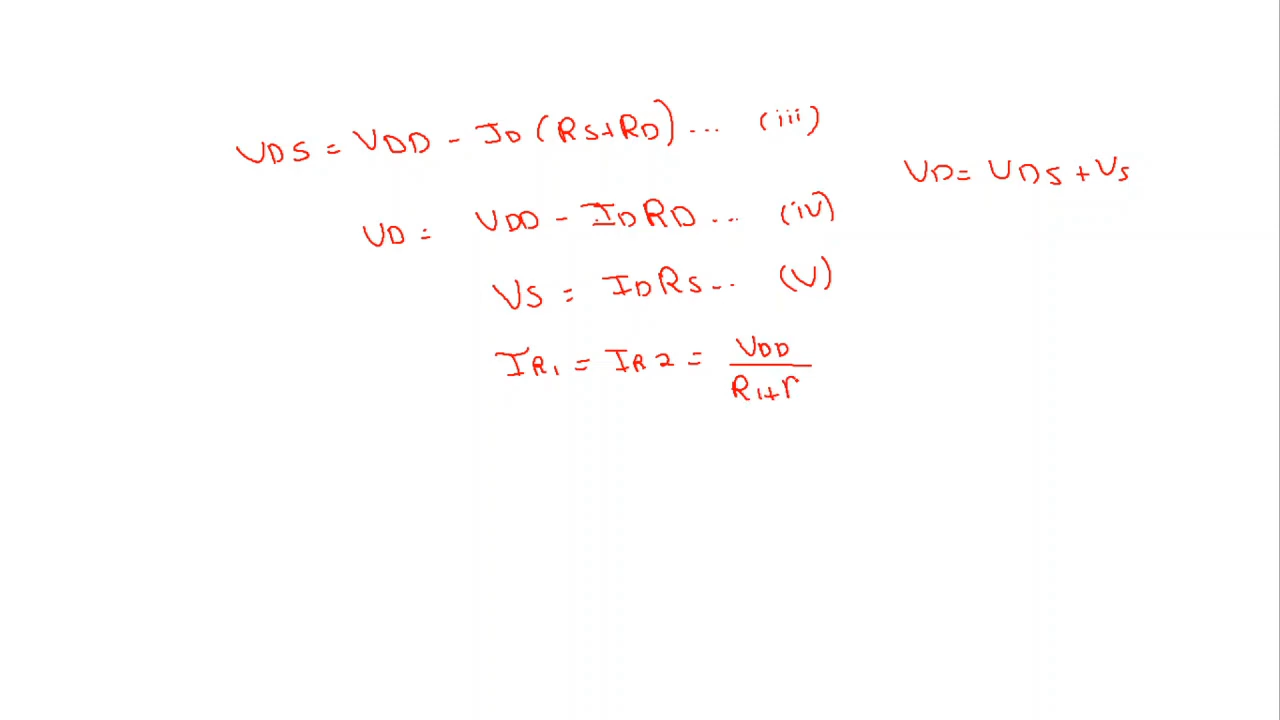 VDS = VDD - ID (RS+RD) ... (iii)
VD = VDS + VS
VD = VDD - IDRD ... (iv)
VS = IDRS ... (V)
IR1 = IR2 = VDD
R1+r